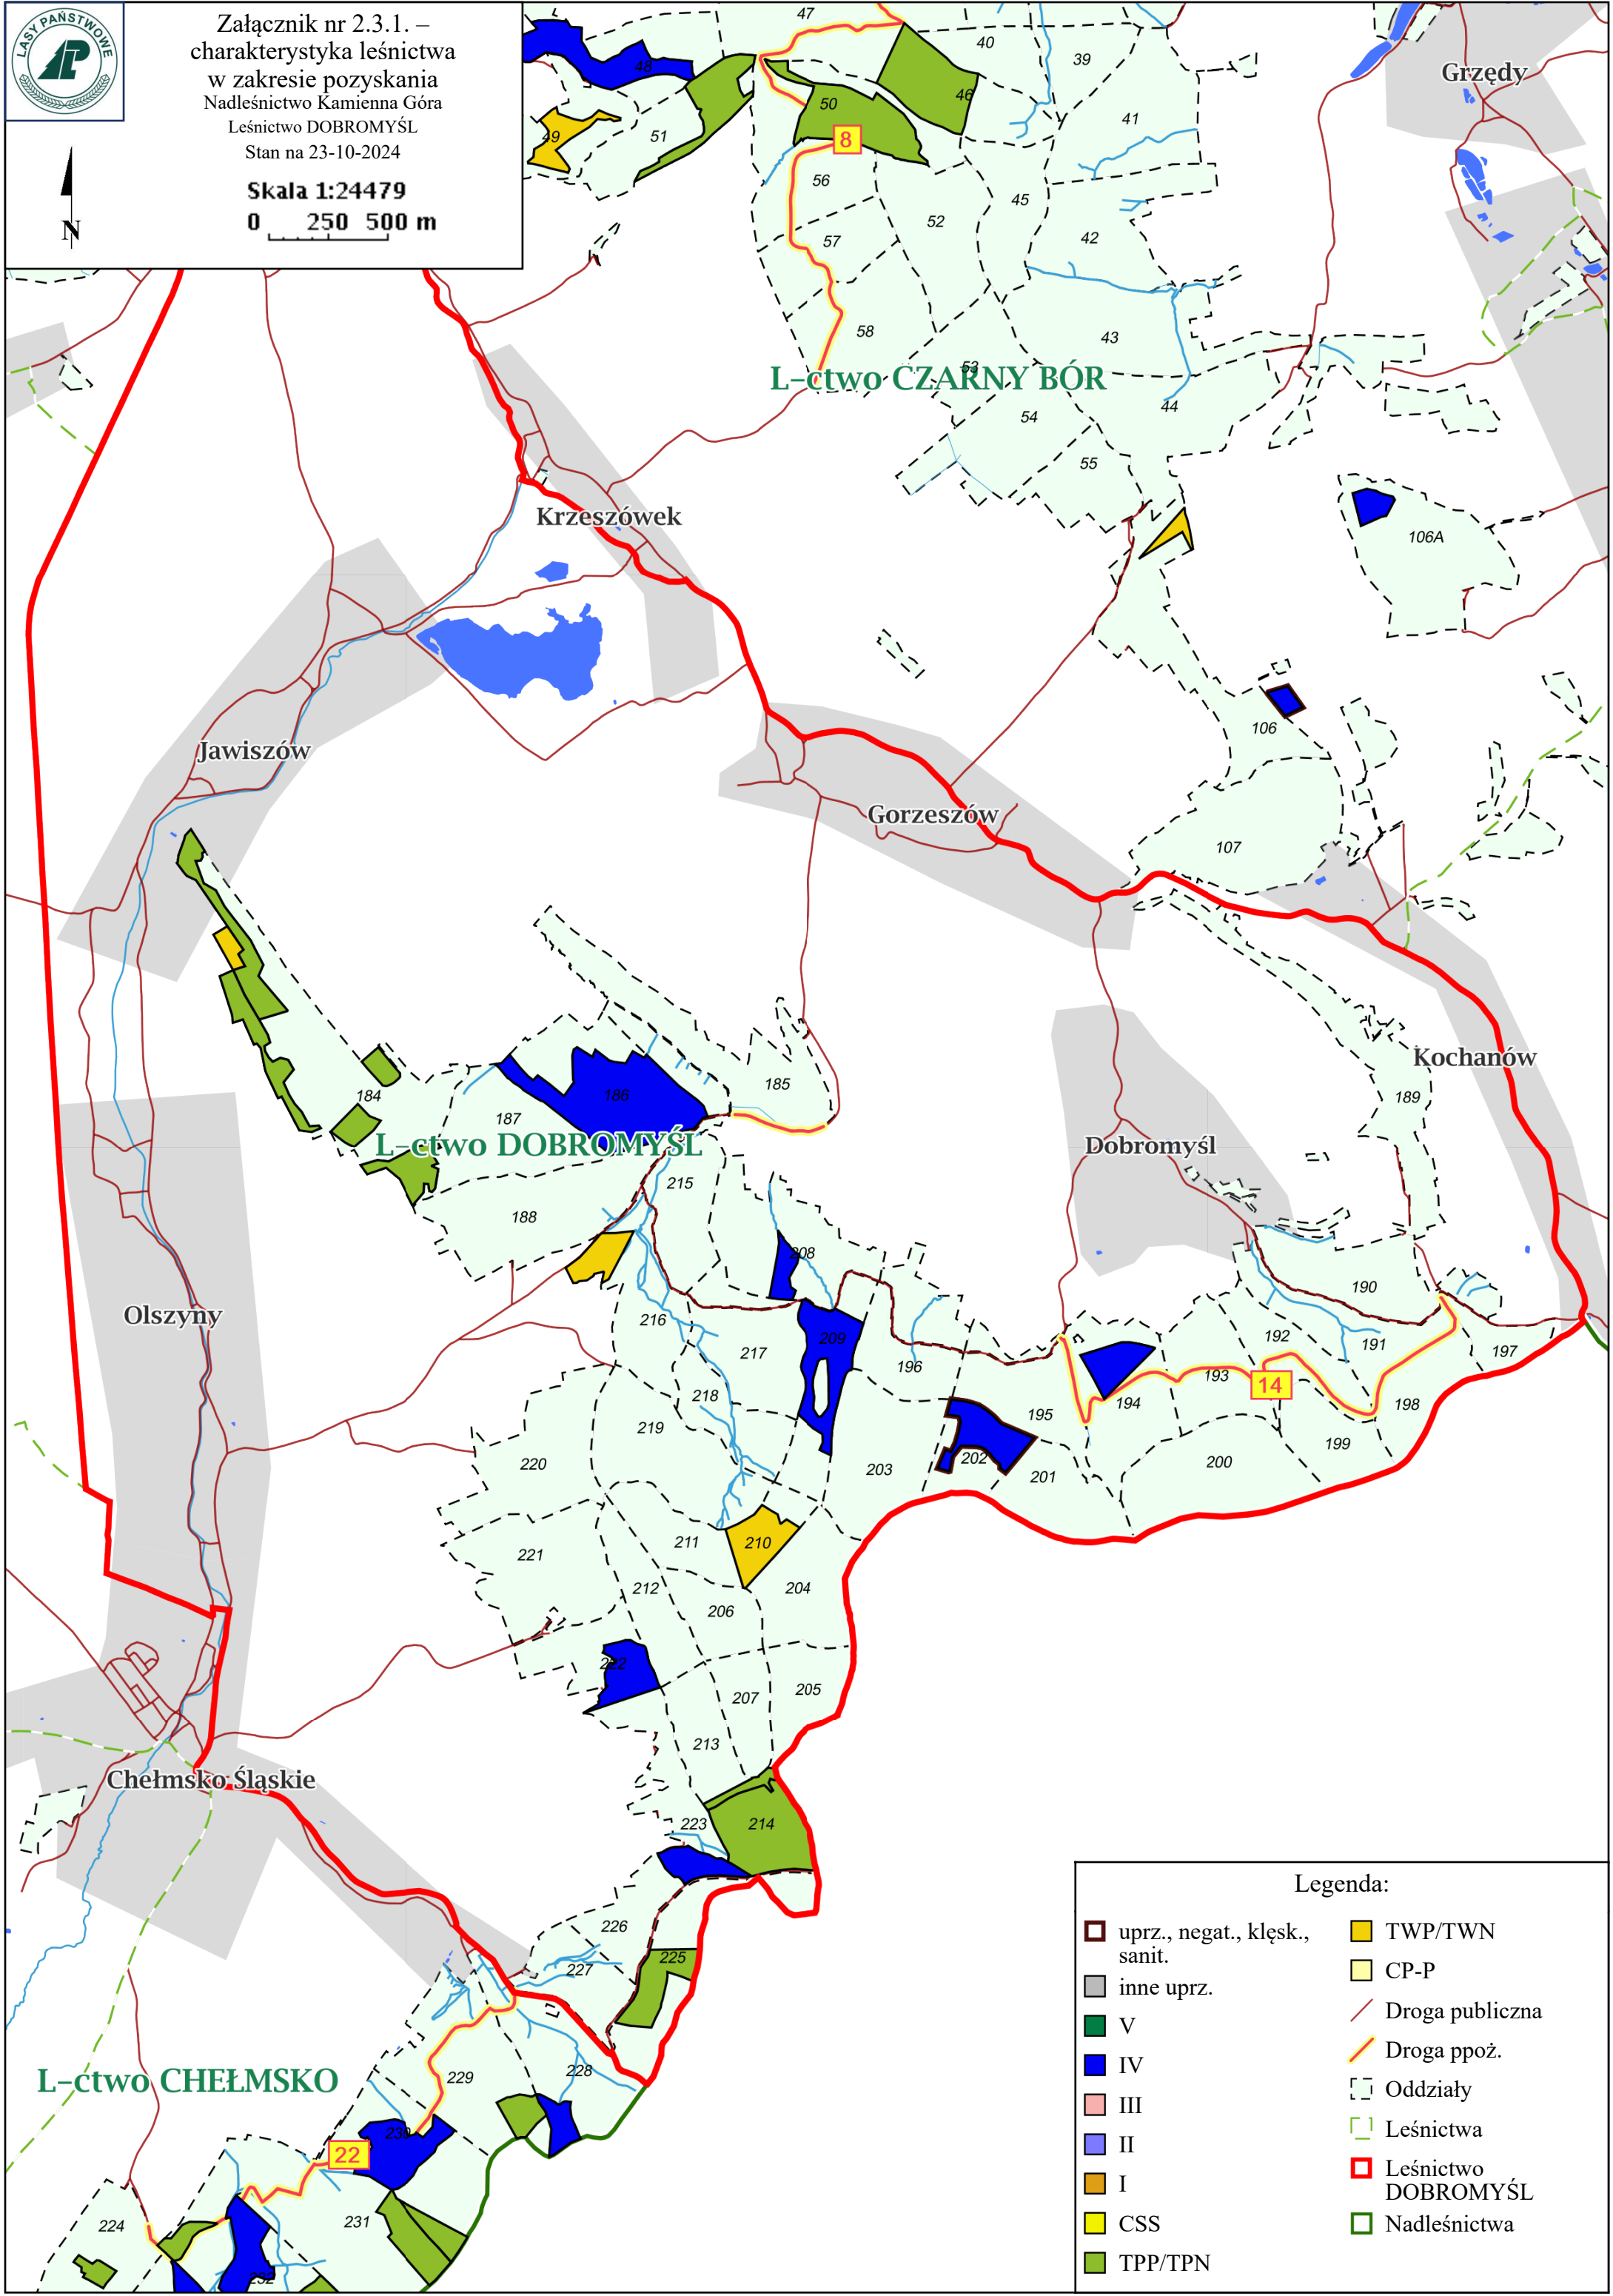 LASY PAŃSTWOWE
Załącznik nr 2.3.1. –
charakterystyka leśnictwa
w zakresie pozyskania
Nadleśnictwo Kamienna Góra
Leśnictwo DOBROMYŚL
Stan na 23-10-2024
Skala 1:24479
0 250 500 m
N
47
40
39
48
46
50
41
49
51
8
56
45
52
57
42
58
43
53
L-ctwo CZARNY BÓR
44
54
55
Grzędy
Krzeszówek
106A
106
Jawiszów
Gorzeszów
107
Kochanów
185
186
184
187
189
L-ctwo DOBROMYŚL
Dobromyśl
215
188
208
190
Olszyny
216
209
192
191
217
196
197
193
14
218
194
198
195
219
199
202
220
203
201
200
210
211
221
212
204
206
222
207
205
213
Chełmsko Śląskie
223
214
226
225
227
228
229
L-ctwo CHEŁMSKO
230
22
224
231
232
Legenda:
uprz., negat., klęsk.,
sanit.
inne uprz.
V
IV
III
II
I
CSS
TPP/TPN
TWP/TWN
CP-P
Droga publiczna
Droga ppoż.
Oddziały
Leśnictwa
Leśnictwo
DOBROMYŚL
Nadleśnictwa